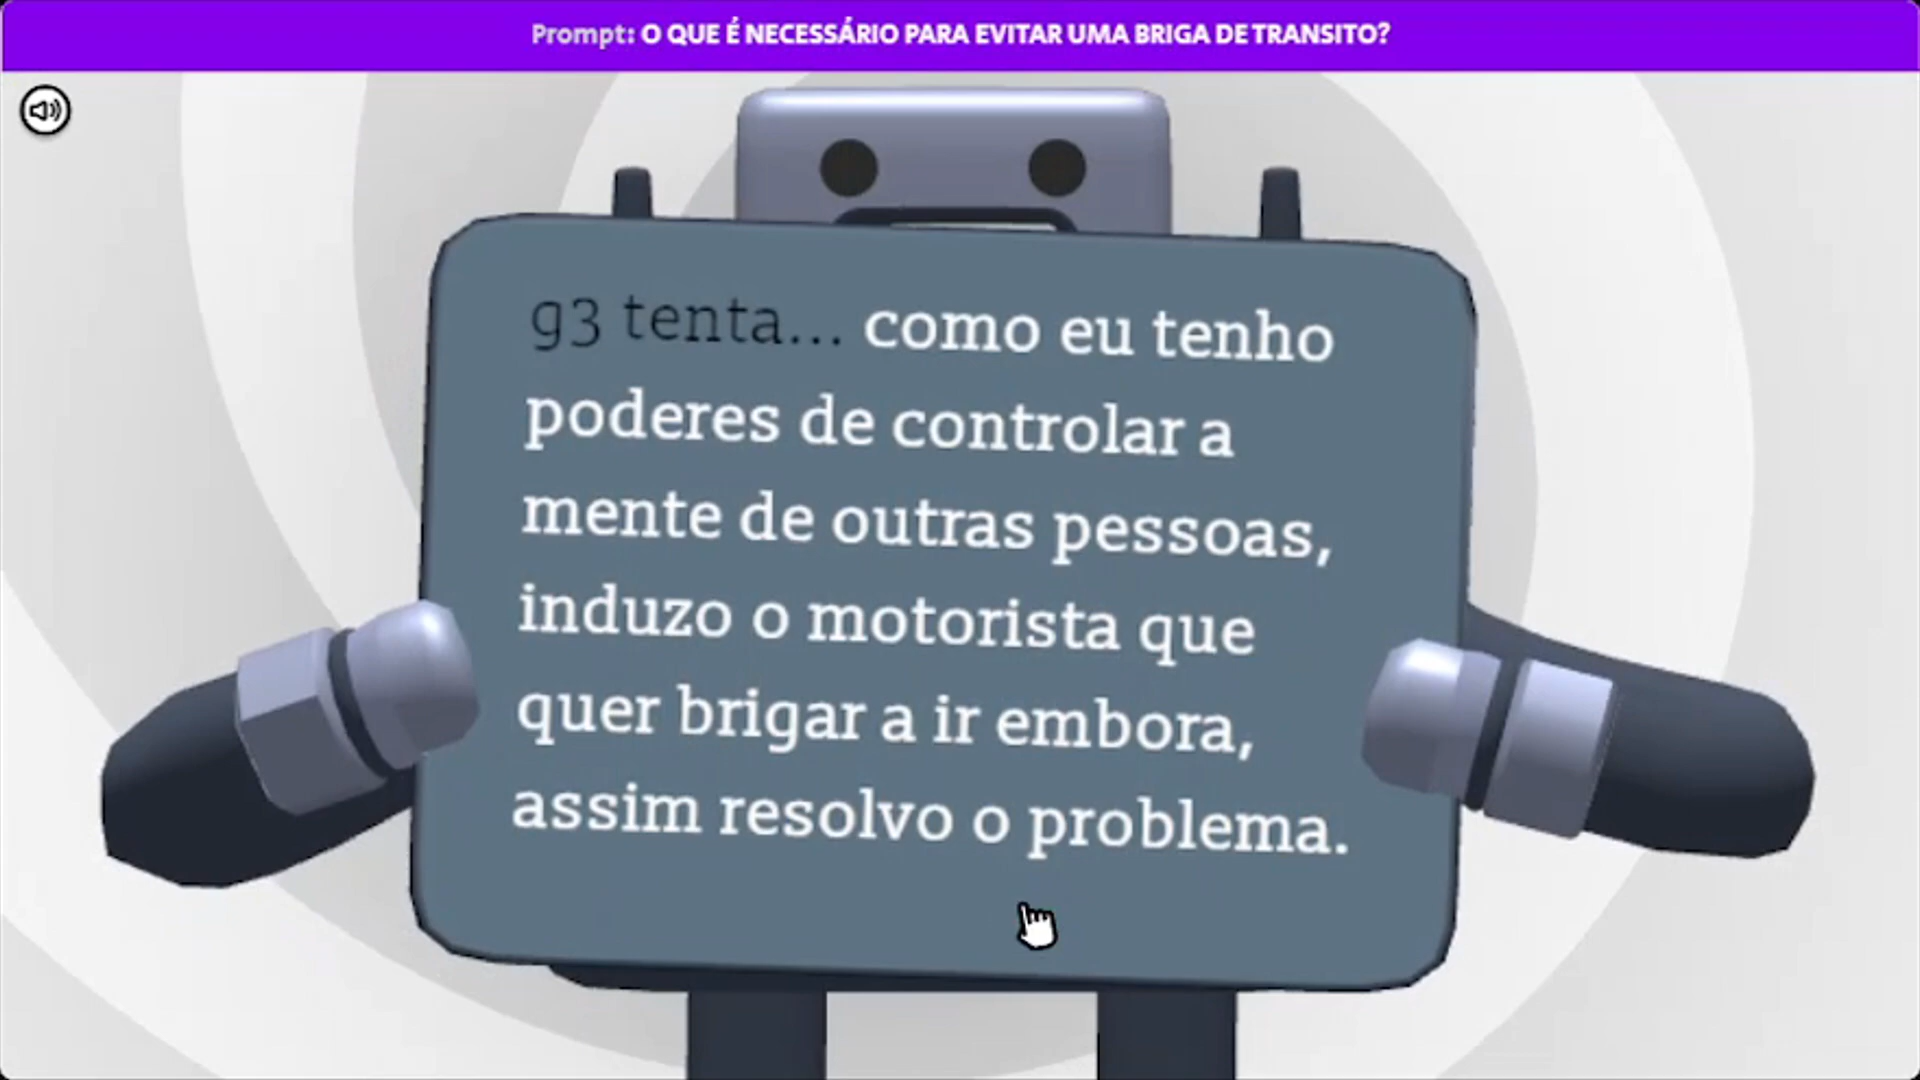 Prompt: O QUE É NECESSÁRIO PARA EVITAR UMA BRIGA DE TRANSITO?
g3 tenta... como eu tenho
poderes de controlar a
mente de outras pessoas,
induzo o motorista que
quer brigar a ir embora,
assim resolvo o problema.